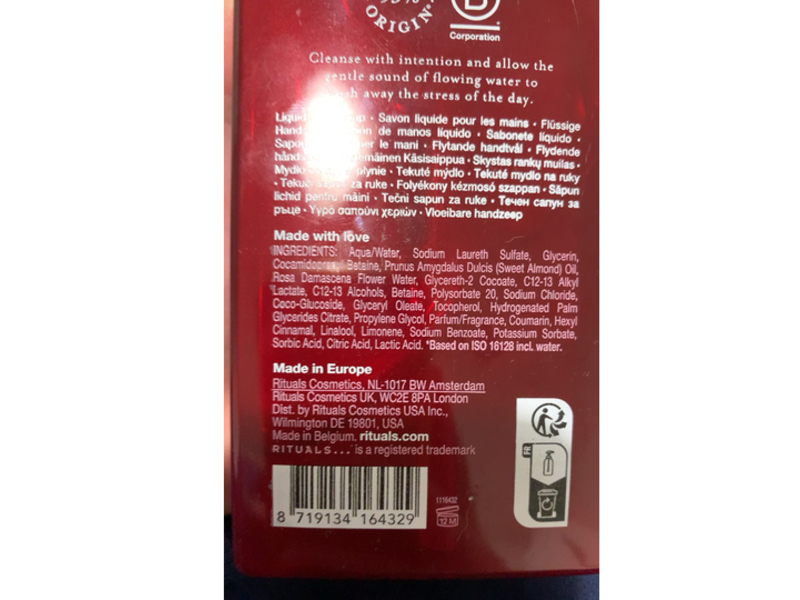 ORIGIN
B
Corporation
Cleanse with intention and allow the
gentle sound of flowing water to
away the stress of the day.
Savon liquide pour les mains • Flüssige
de manos líquido • Sabonete líquido •
le mani • Flytande handtvål • Flydende
Käsisaippua • Skystas rankų muilas •
Mydło płynie • Tekuté mýdlo • Tekuté mydlo na ruky
za ruke • Folyékony kézmosó szappan • Săpun
lichid pentru mâini • Tečni sapun za ruke • Течен сапун за
ръце • Υγρό σαπούνι χεριών • Vloeibare handzeep
Made with love
INGREDIENTS: Aqua/Water, Sodium Laureth Sulfate, Glycerin,
Betaine, Prunus Amygdalus Dulcis (Sweet Almond) Oil,
Rosa Damascena Flower Water, Glycereth-2 Cocoate, C12-13 Alkyl
Lactate, C12-13 Alcohols, Betaine, Polysorbate 20, Sodium Chloride,
Coco-Glucoside, Glyceryl Oleate, Tocopherol, Hydrogenated Palm
Glycerides Citrate, Propylene Glycol, Parfum/Fragrance, Coumarin, Hexyl
Cinnamal, Linalool, Limonene, Sodium Benzoate, Potassium Sorbate,
Sorbic Acid, Citric Acid, Lactic Acid. *Based on ISO 16128 incl. water.
Made in Europe
Rituals Cosmetics, NL-1017 BW Amsterdam
Rituals Cosmetics UK, WC2E 8PA London
Dist. by Rituals Cosmetics USA Inc.,
Wilmington DE 19801, USA
Made in Belgium. rituals.com
RITUALS... is a registered trademark
1116432
8 719134 164329
12 M
FR